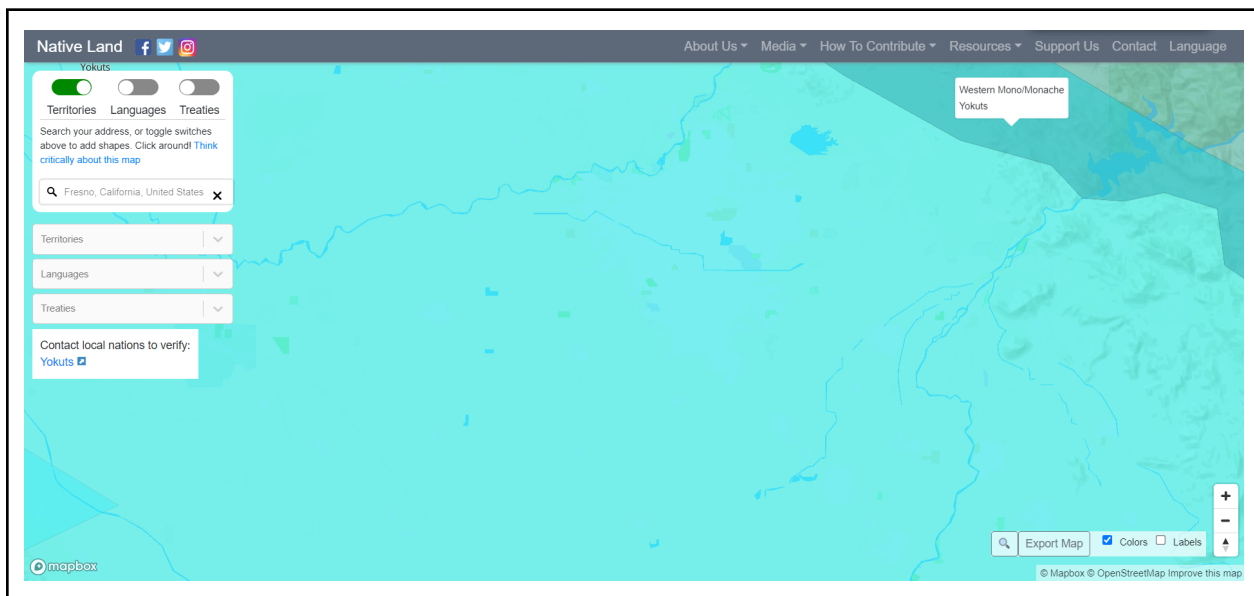 Native Land
About Us Media How To Contribute Resources Support Us Contact Language
Yokuts
Territories Languages Treaties
Search your address, or toggle switches
above to add shapes. Click around! Think
critically about this map
Fresno, California, United States
Territories
Languages
Treaties
Contact local nations to verify:
Yokuts
Western Mono/Monache
Yokuts
Export Map Colors Labels
mapbox
© Mapbox © OpenStreetMap Improve this map